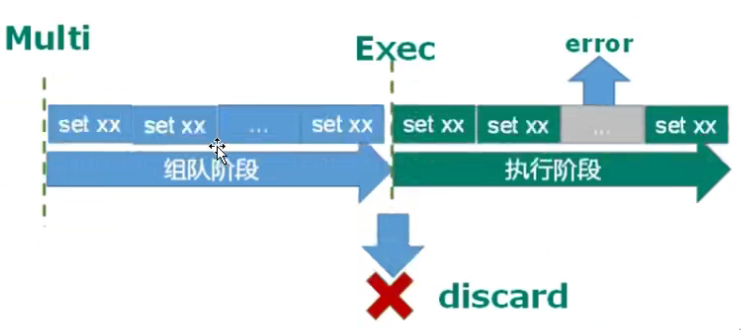 Multi
Exec
error
set xx set xx ... set xx set xx set xx ... set xx
组队阶段 执行阶段
discard